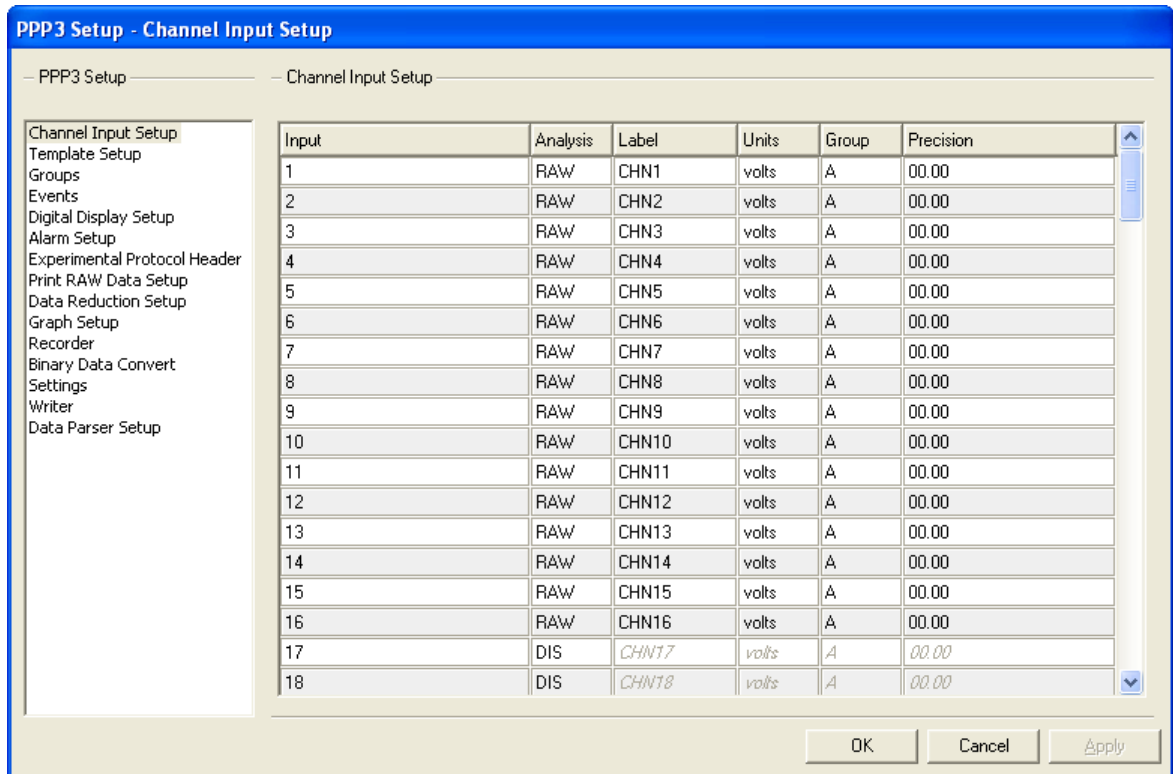 PPP3 Setup - Channel Input Setup
PPP3 Setup
Channel Input Setup
Template Setup
Groups
Events
Digital Display Setup
Alarm Setup
Experimental Protocol Header
Print RAW Data Setup
Data Reduction Setup
Graph Setup
Recorder
Binary Data Convert
Settings
Writer
Data Parser Setup
Channel Input Setup
Input Analysis Label Units Group Precision
1 RAW CHN1 volts A 00.00
2 RAW CHN2 volts A 00.00
3 RAW CHN3 volts A 00.00
4 RAW CHN4 volts A 00.00
5 RAW CHN5 volts A 00.00
6 RAW CHN6 volts A 00.00
7 RAW CHN7 volts A 00.00
8 RAW CHN8 volts A 00.00
9 RAW CHN9 volts A 00.00
10 RAW CHN10 volts A 00.00
11 RAW CHN11 volts A 00.00
12 RAW CHN12 volts A 00.00
13 RAW CHN13 volts A 00.00
14 RAW CHN14 volts A 00.00
15 RAW CHN15 volts A 00.00
16 RAW CHN16 volts A 00.00
17 DIS CHN17 volts A 00.00
18 DIS CHN18 volts A 00.00
OK Cancel Apply